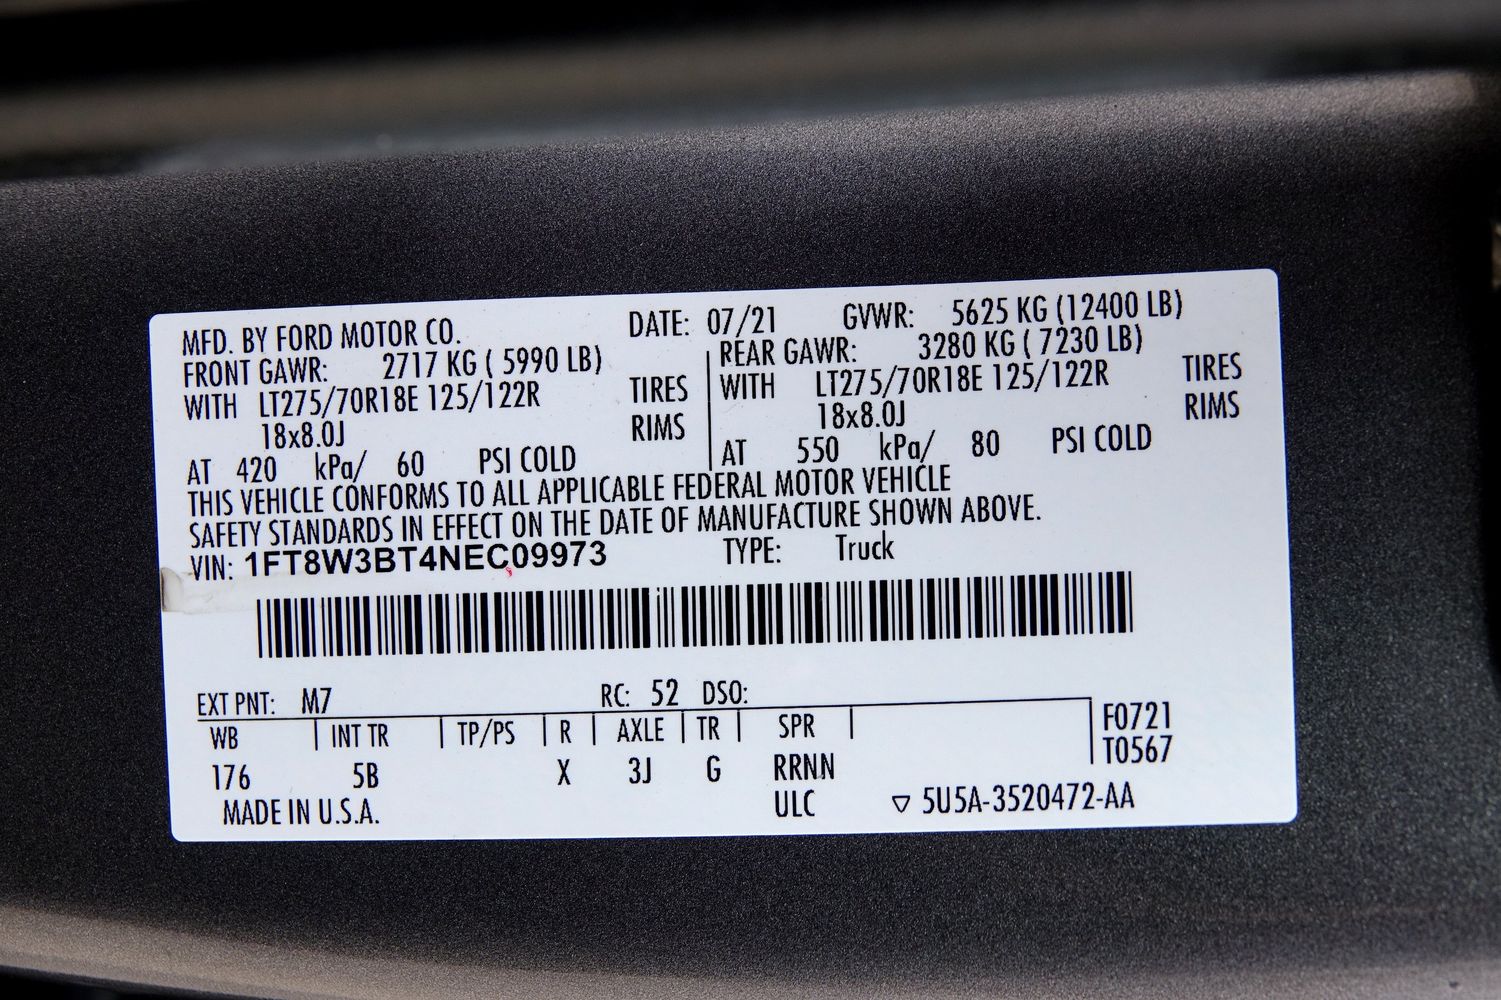 MFD. BY FORD MOTOR CO. DATE: 07/21 GVWR: 5625 KG (12400 LB)
FRONT GAWR: 2717 KG ( 5990 LB) REAR GAWR: 3280 KG ( 7230 LB)
WITH LT275/70R18E 125/122R TIRES WITH LT275/70R18E 125/122R TIRES
18x8.0J RIMS 18x8.0J RIMS
AT 420 kPa/ 60 PSI COLD AT 550 kPa/ 80 PSI COLD
THIS VEHICLE CONFORMS TO ALL APPLICABLE FEDERAL MOTOR VEHICLE
SAFETY STANDARDS IN EFFECT ON THE DATE OF MANUFACTURE SHOWN ABOVE.
VIN: 1FT8W3BT4NEC09973 TYPE: Truck
EXT PNT: M7 RC: 52 DSO:
WB INT TR TP/PS R AXLE TR SPR F0721
176 5B X 3J G RRNN T0567
MADE IN U.S.A. ULC ▽ 5U5A-3520472-AA